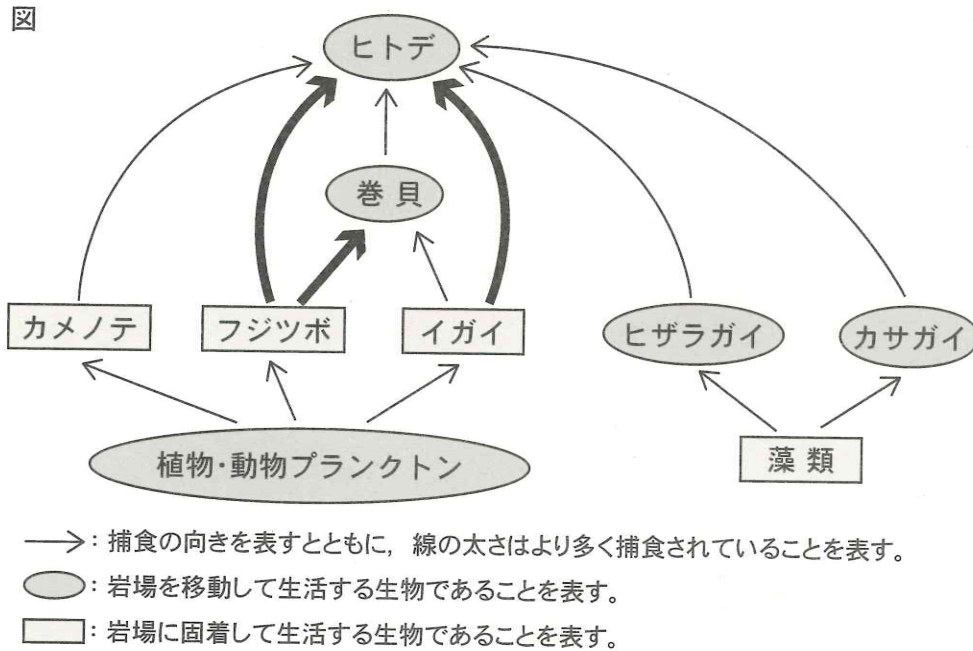 図
ヒトデ
巻貝
カメノテ
フジツボ
イガイ
ヒザラガイ
カサガイ
植物・動物プランクトン
藻類
→：捕食の向きを表すとともに，線の太さはより多く捕食されていることを表す。
：岩場を移動して生活する生物であることを表す。
：岩場に固着して生活する生物であることを表す。